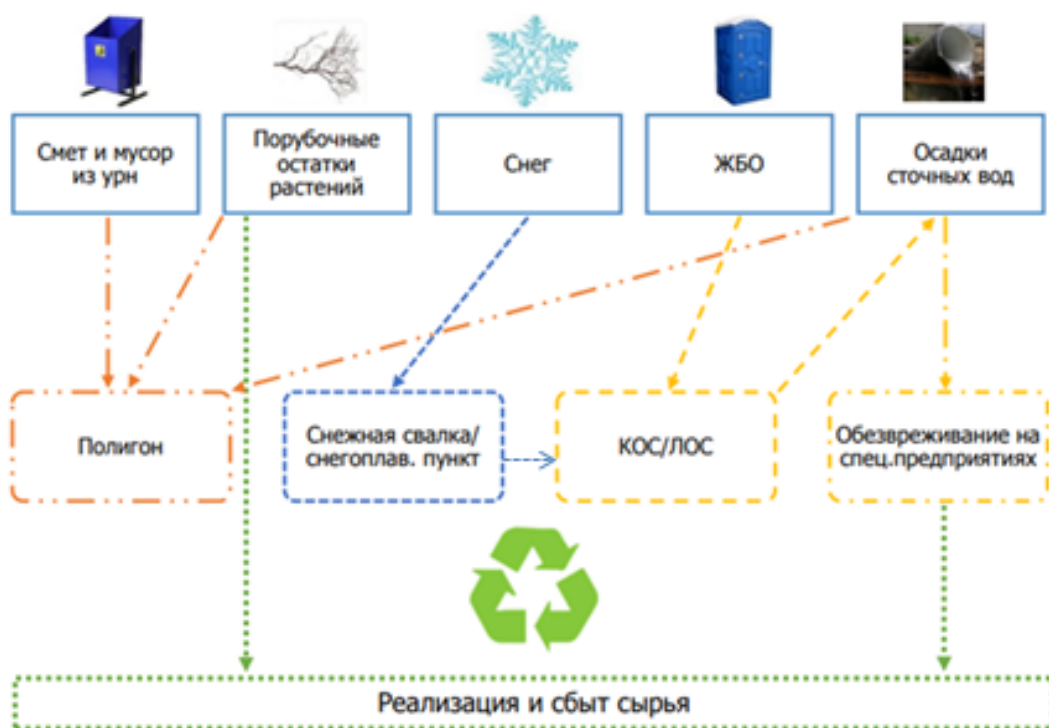 Смет и мусор
из урн
Порубочные
остатки
растений
Снег
ЖБО
Осадки
сточных вод
Полигон
Снежная свалка/
снегоплав. пункт
КОС/ЛОС
Обезвреживание на
спец.предприятиях
Реализация и сбыт сырья